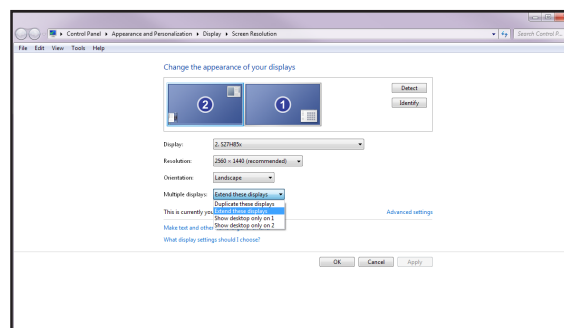 Control Panel ▸ Appearance and Personalization ▸ Display ▸ Screen Resolution
Search Control P...
File Edit View Tools Help
Change the appearance of your displays
2
1
Detect
Identify
Display: 2. S27H85x
Resolution: 2560 × 1440 (recommended)
Orientation: Landscape
Multiple displays: Extend these displays
Duplicate these displays
Extend these displays
Show desktop only on 1
Show desktop only on 2
This is currently you
Advanced settings
Make text and other
What display settings should I choose?
OK Cancel Apply